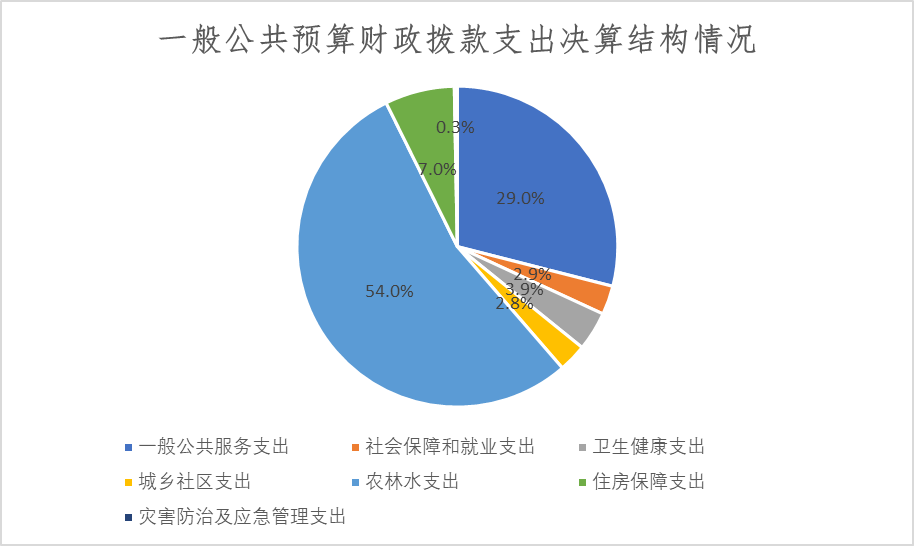 一般公共预算财政拨款支出决算结构情况
0.3%
7.0%
29.0%
2.9%
3.9%
2.8%
54.0%
一般公共服务支出 社会保障和就业支出 卫生健康支出
城乡社区支出 农林水支出 住房保障支出
灾害防治及应急管理支出